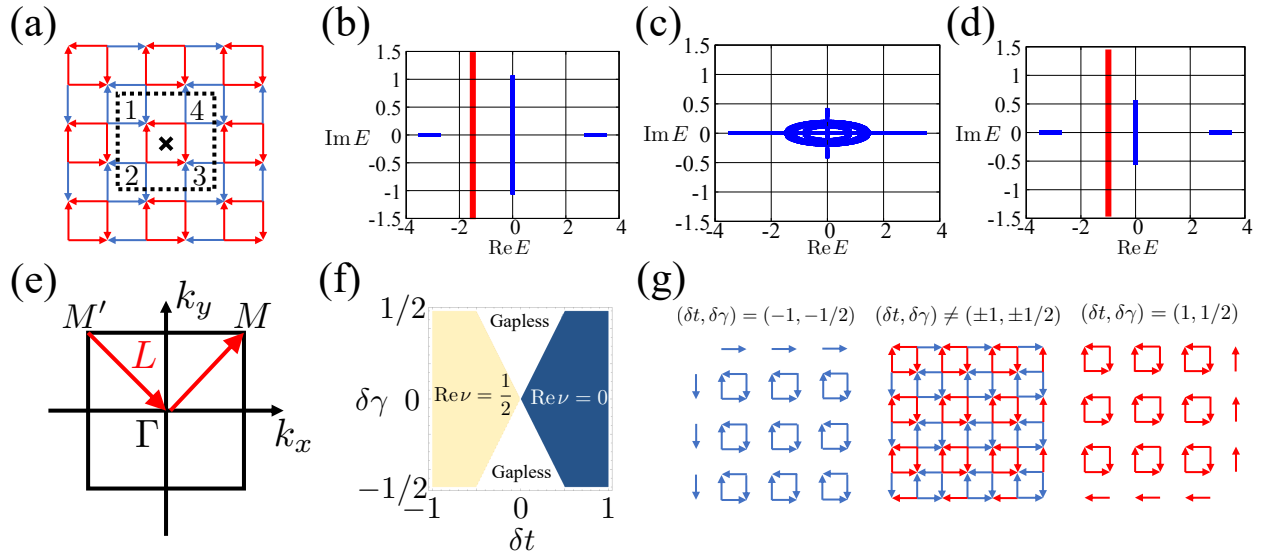 (a)
1
4
2
3
(b)
1.5
1
0.5
Im E 0
-0.5
-1
-1.5
-4 -2 0 2 4
Re E
(c)
1.5
1
0.5
Im E 0
-0.5
-1
-1.5
-4 -2 0 2 4
Re E
(d)
1.5
1
0.5
Im E 0
-0.5
-1
-1.5
-4 -2 0 2 4
Re E
(e)
M′ k_y M
L
Γ
k_x
(f)
1/2
Gapless
δγ 0
Re ν = 1/2
Re ν = 0
Gapless
−1/2
−1 0 1
δt
(g)
(δt, δγ) = (−1, −1/2)
(δt, δγ) ≠ (±1, ±1/2)
(δt, δγ) = (1, 1/2)